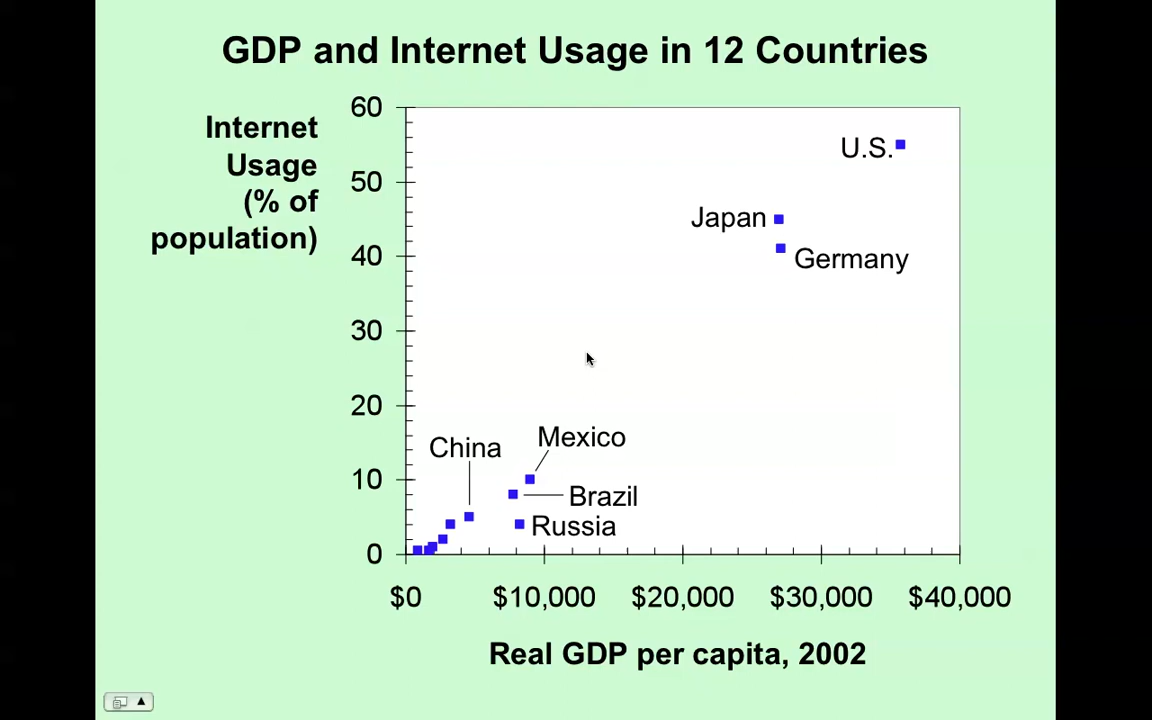 GDP and Internet Usage in 12 Countries
Internet
Usage
(% of
population)
60
50
40
30
20
10
0
U.S.
Japan
Germany
China
Mexico
Brazil
Russia
$0
$10,000
$20,000
$30,000
$40,000
Real GDP per capita, 2002